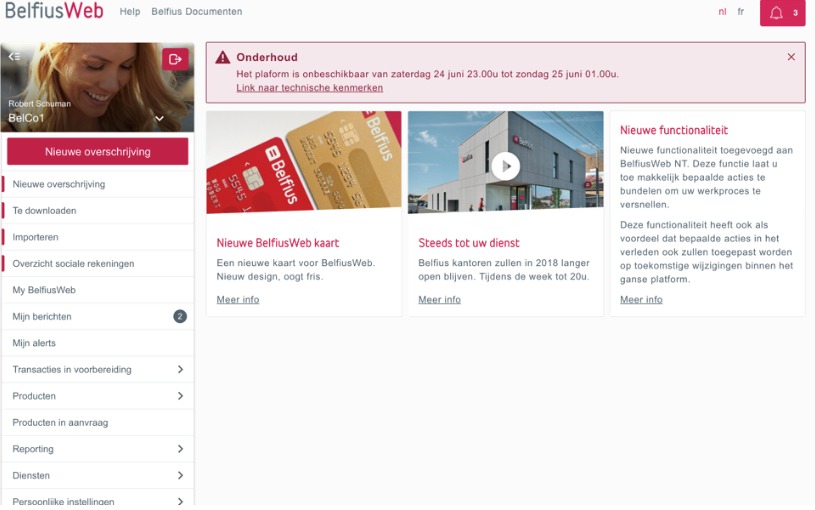 BelfiusWeb Help Belfius Documenten nl fr 3
Robert Schuman
BelCo1
Nieuwe overschrijving
Nieuwe overschrijving
Te downloaden
Importeren
Overzicht sociale rekeningen
My BelfiusWeb
Mijn berichten 2
Mijn alerts
Transacties in voorbereiding
Producten
Producten in aanvraag
Reporting
Diensten
Persoonlijke instellingen
Onderhoud
Het plaform is onbeschikbaar van zaterdag 24 juni 23.00u tot zondag 25 juni 01.00u.
Link naar technische kenmerken
Belfius
Belfius
5545
5545
Nieuwe BelfiusWeb kaart
Een nieuwe kaart voor BelfiusWeb.
Nieuw design, oogt fris.
Meer info
Steeds tot uw dienst
Belfius kantoren zullen in 2018 langer
open blijven. Tijdens de week tot 20u.
Meer info
Nieuwe functionaliteit
Nieuwe functionaliteit toegevoegd aan
BelfiusWeb NT. Deze functie laat u
toe makkelijk bepaalde acties te
bundelen om uw werkproces te
versnellen.
Deze functionaliteit heeft ook als
voordeel dat bepaalde acties in het
verleden ook zullen toegepast worden
op toekomstige wijzigingen binnen het
ganse platform.
Meer info